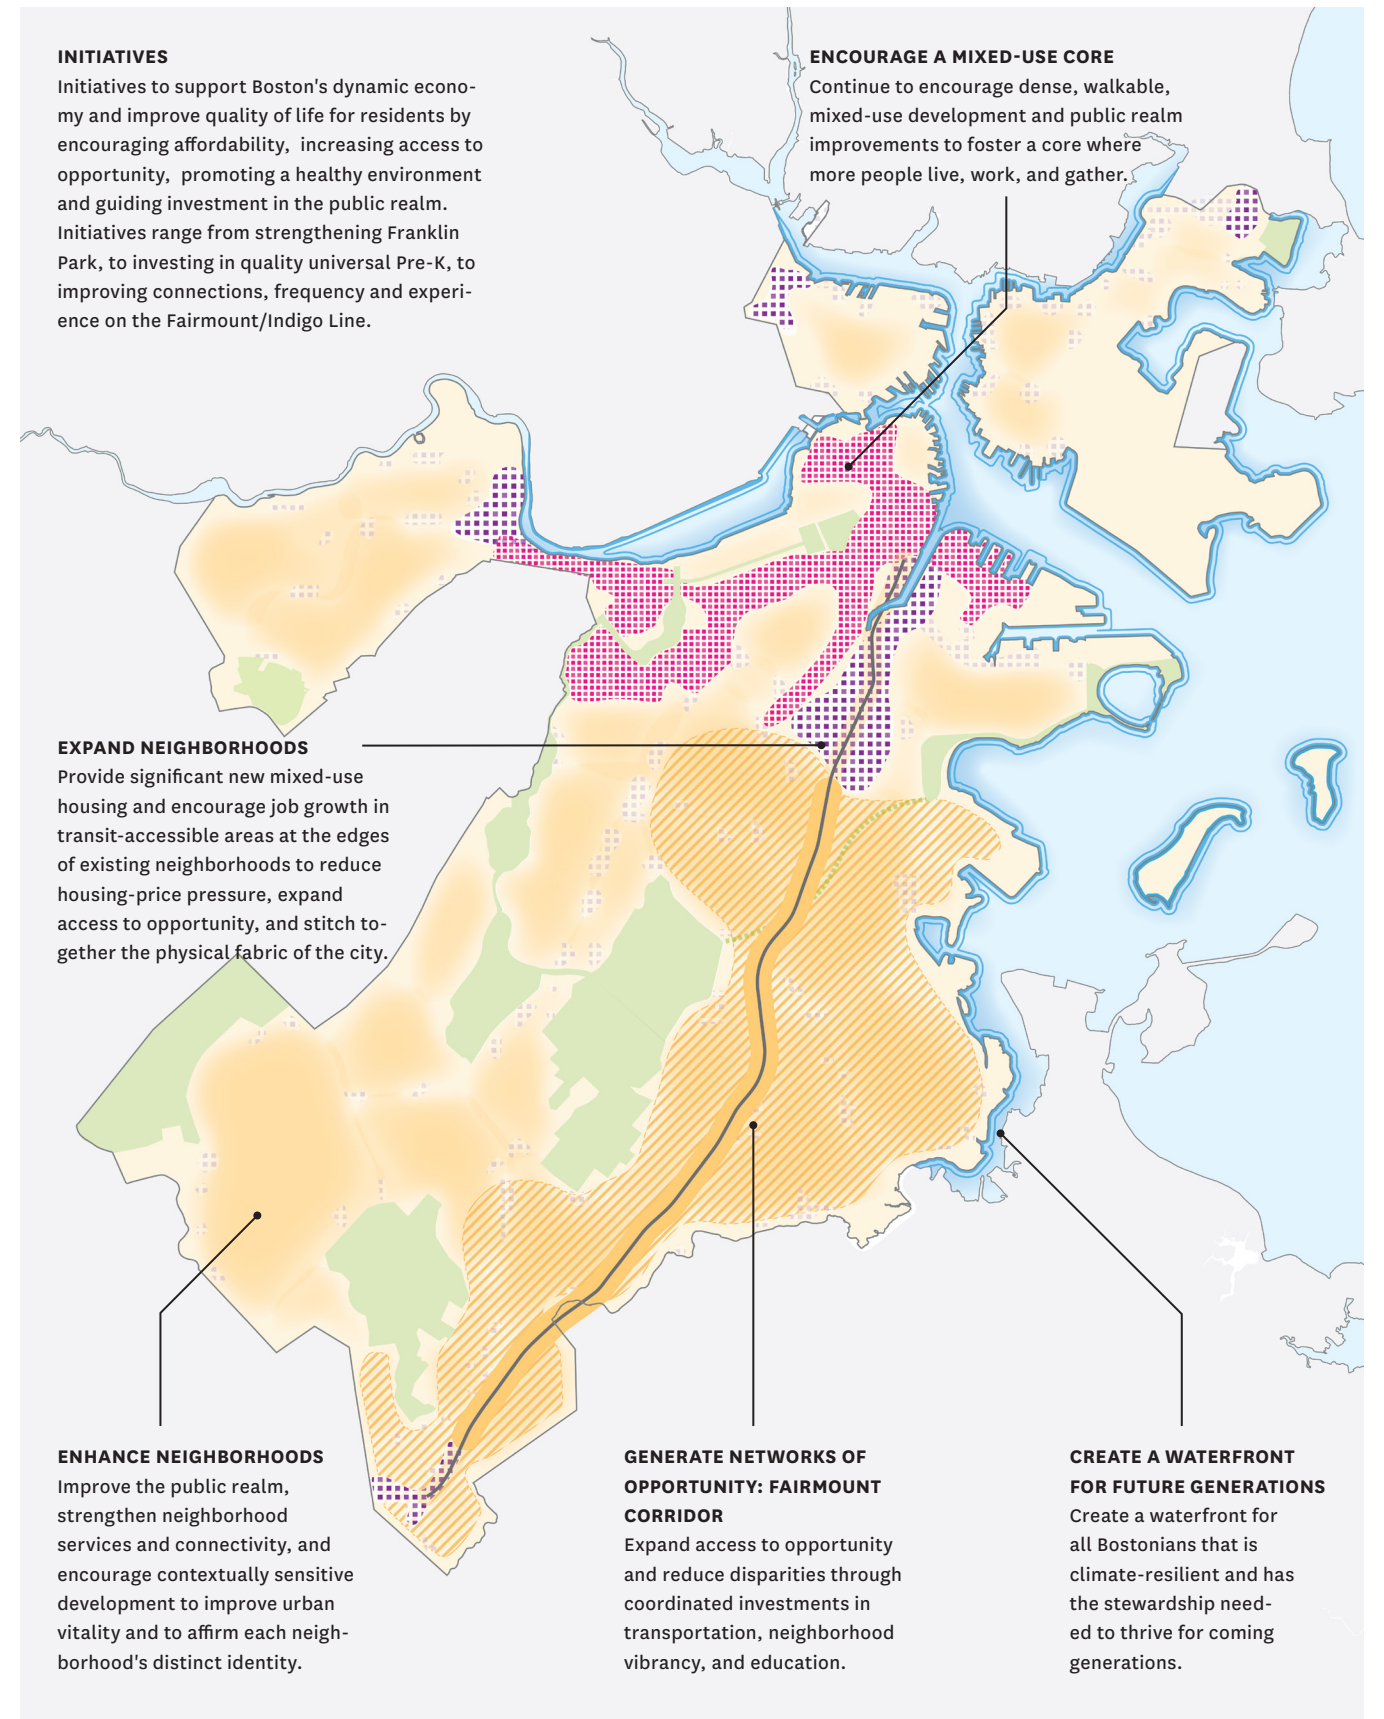 INITIATIVES
Initiatives to support Boston's dynamic econo-
my and improve quality of life for residents by
encouraging affordability, increasing access to
opportunity, promoting a healthy environment
and guiding investment in the public realm.
Initiatives range from strengthening Franklin
Park, to investing in quality universal Pre-K, to
improving connections, frequency and experi-
ence on the Fairmount/Indigo Line.
ENCOURAGE A MIXED-USE CORE
Continue to encourage dense, walkable,
mixed-use development and public realm
improvements to foster a core where
more people live, work, and gather.
EXPAND NEIGHBORHOODS
Provide significant new mixed-use
housing and encourage job growth in
transit-accessible areas at the edges
of existing neighborhoods to reduce
housing-price pressure, expand
access to opportunity, and stitch to-
gether the physical fabric of the city.
ENHANCE NEIGHBORHOODS
Improve the public realm,
strengthen neighborhood
services and connectivity, and
encourage contextually sensitive
development to improve urban
vitality and to affirm each neigh-
borhood's distinct identity.
GENERATE NETWORKS OF
OPPORTUNITY: FAIRMOUNT
CORRIDOR
Expand access to opportunity
and reduce disparities through
coordinated investments in
transportation, neighborhood
vibrancy, and education.
CREATE A WATERFRONT
FOR FUTURE GENERATIONS
Create a waterfront for
all Bostonians that is
climate-resilient and has
the stewardship need-
ed to thrive for coming
generations.